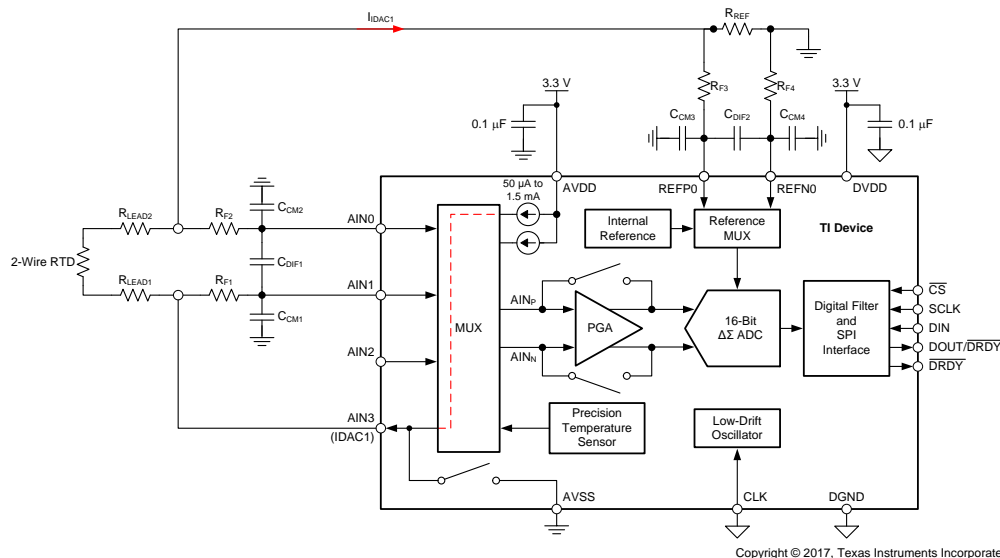 I_IDAC1
R_REF
3.3 V
0.1 μF
R_F3
R_F4
3.3 V
0.1 μF
C_CM3
C_DIF2
C_CM4
50 μA to
1.5 mA
AVDD
REFP0
REFN0
DVDD
R_LEAD2
R_F2
C_CM2
AIN0
Internal
Reference
Reference
MUX
TI Device
2-Wire RTD
C_DIF1
R_LEAD1
R_F1
AIN1
C_CM1
MUX
AIN_P
AIN_N
PGA
16-Bit
ΔΣ ADC
Digital Filter
and
SPI
Interface
C̅S̅
SCLK
DIN
DOUT/D̅R̅D̅Y̅
D̅R̅D̅Y̅
AIN2
AIN3
(IDAC1)
Precision
Temperature
Sensor
Low-Drift
Oscillator
AVSS
CLK
DGND
Copyright © 2017, Texas Instruments Incorporate